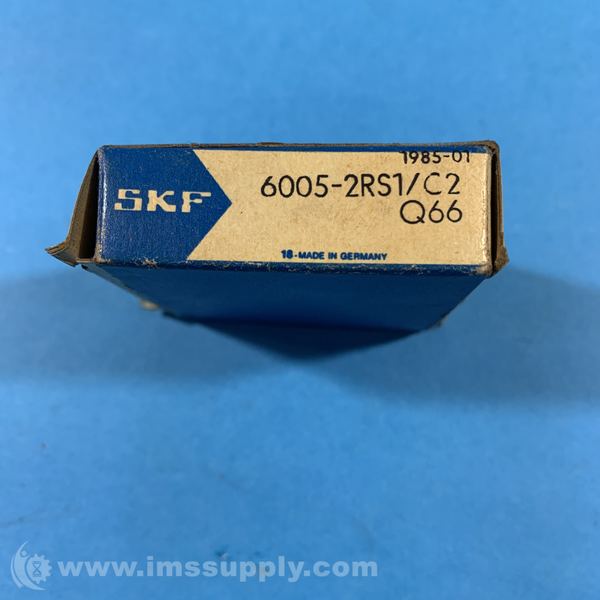 1985-01
SKF
6005-2RS1/C2
Q66
18-MADE IN GERMANY
www.imssupply.com